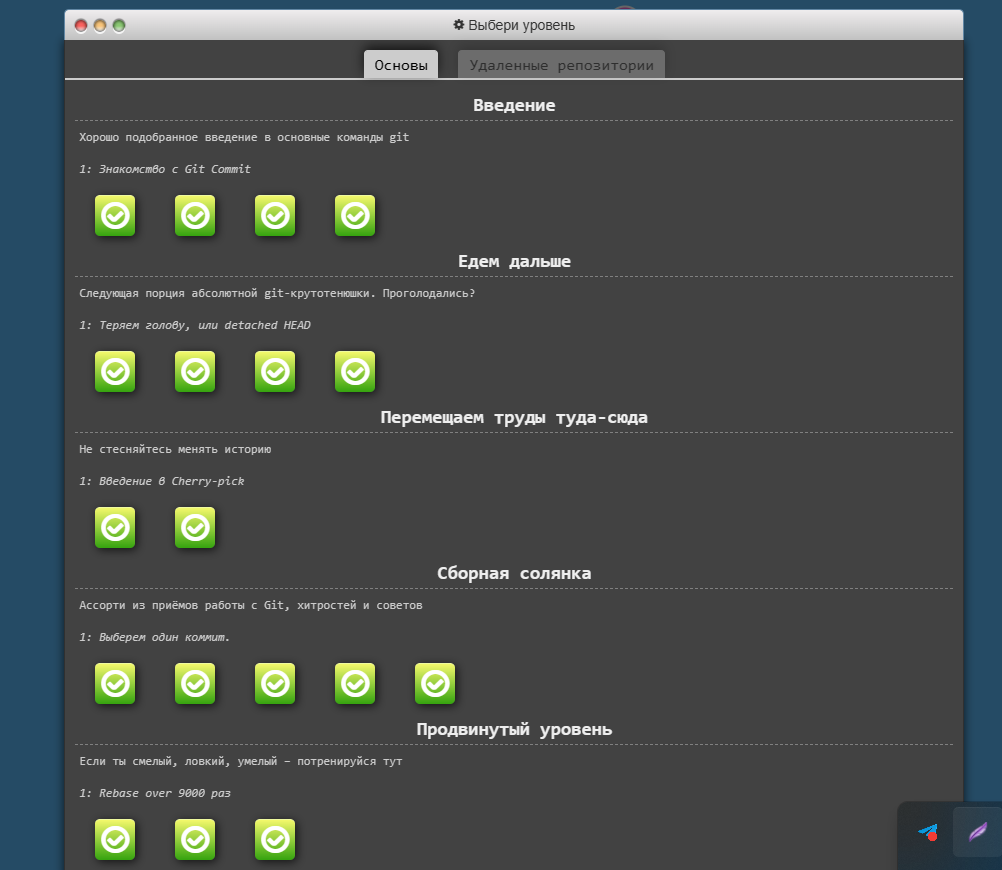 Выбери уровень
Основы
Удаленные репозитории
Введение
Хорошо подобранное введение в основные команды git
1: Знакомство с Git Commit
Едем дальше
Следующая порция абсолютной git-крутотенюшки. Проголодались?
1: Теряем голову, или detached HEAD
Перемещаем труды туда-сюда
Не стесняйтесь менять историю
1: Введение в Cherry-pick
Сборная солянка
Ассорти из приёмов работы с Git, хитростей и советов
1: Выберем один коммит.
Продвинутый уровень
Если ты смелый, ловкий, умелый – потренируйся тут
1: Rebase over 9000 раз